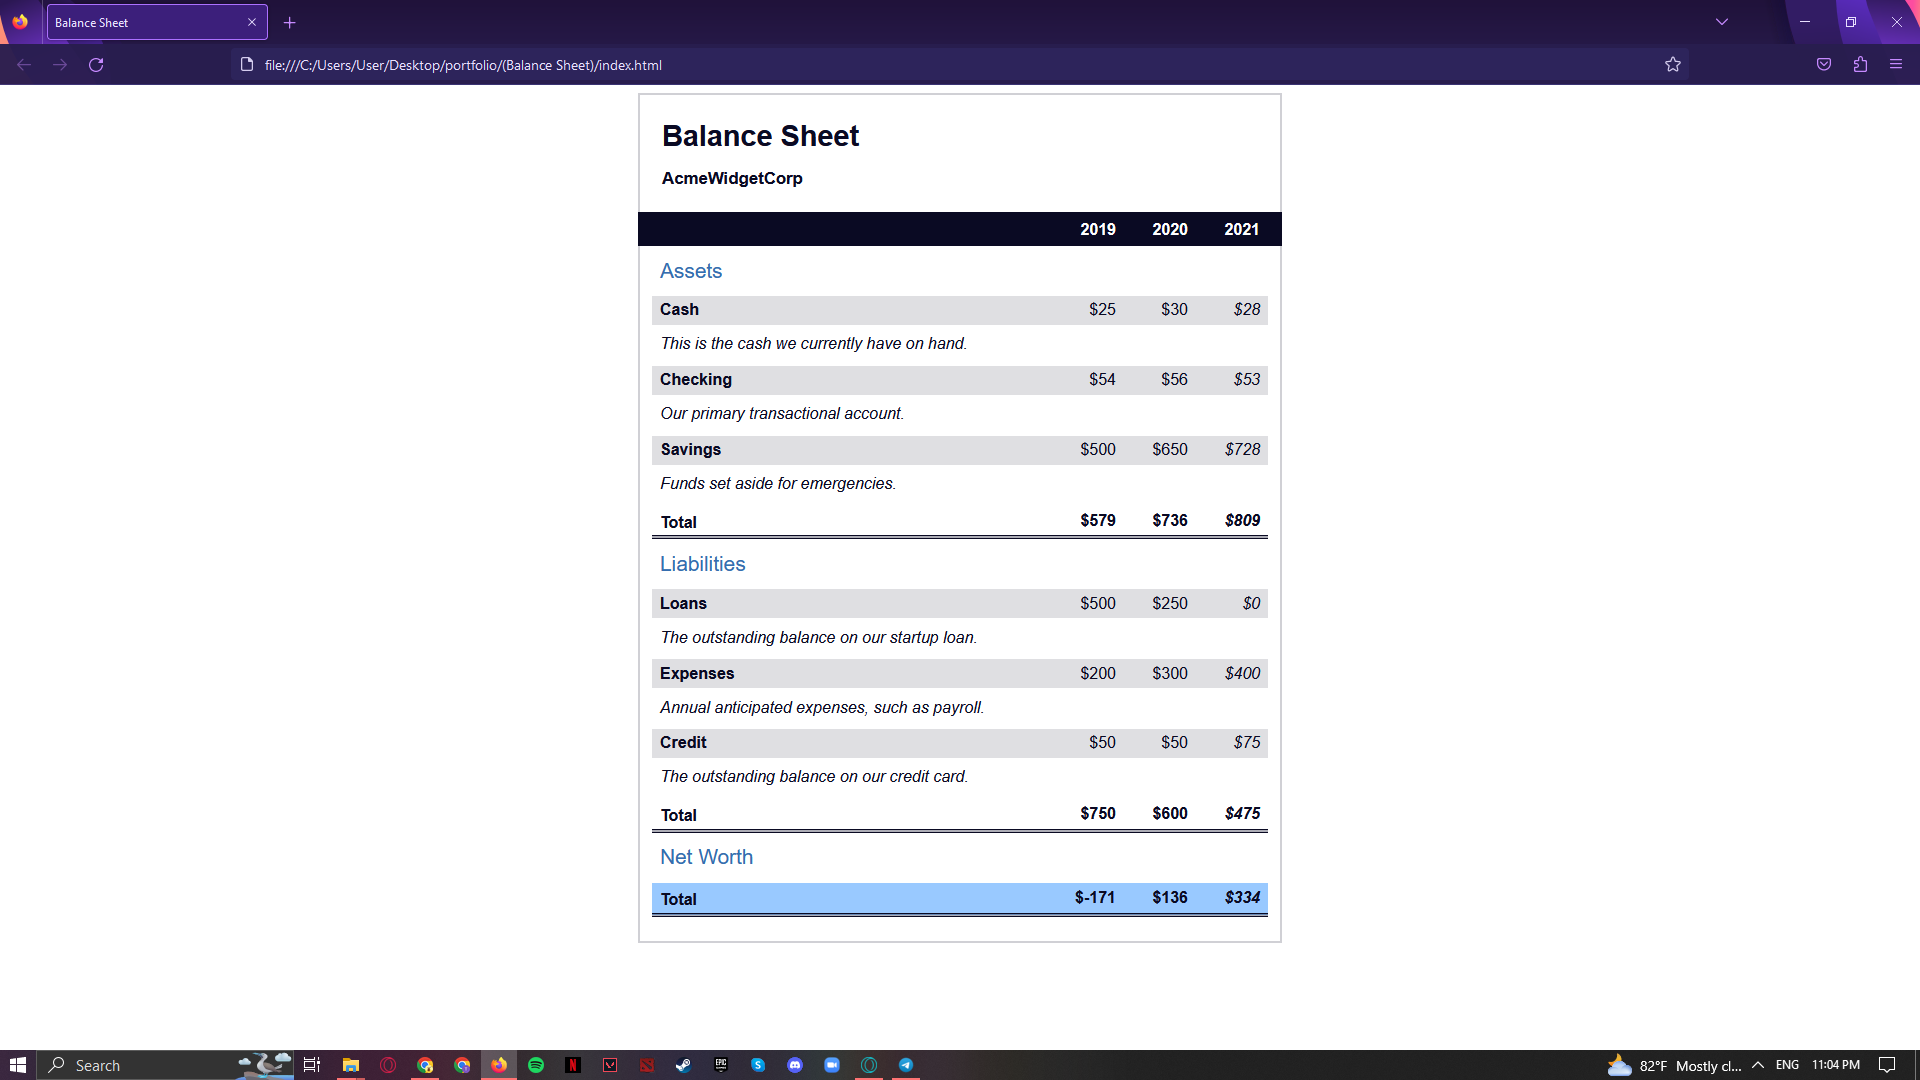 Balance Sheet
file:///C:/Users/User/Desktop/portfolio/(Balance Sheet)/index.html
Balance Sheet
AcmeWidgetCorp
2019 2020 2021
Assets
Cash $25 $30 $28
This is the cash we currently have on hand.
Checking $54 $56 $53
Our primary transactional account.
Savings $500 $650 $728
Funds set aside for emergencies.
Total $579 $736 $809
Liabilities
Loans $500 $250 $0
The outstanding balance on our startup loan.
Expenses $200 $300 $400
Annual anticipated expenses, such as payroll.
Credit $50 $50 $75
The outstanding balance on our credit card.
Total $750 $600 $475
Net Worth
Total $-171 $136 $334
Search 82°F Mostly cl... ENG 11:04 PM